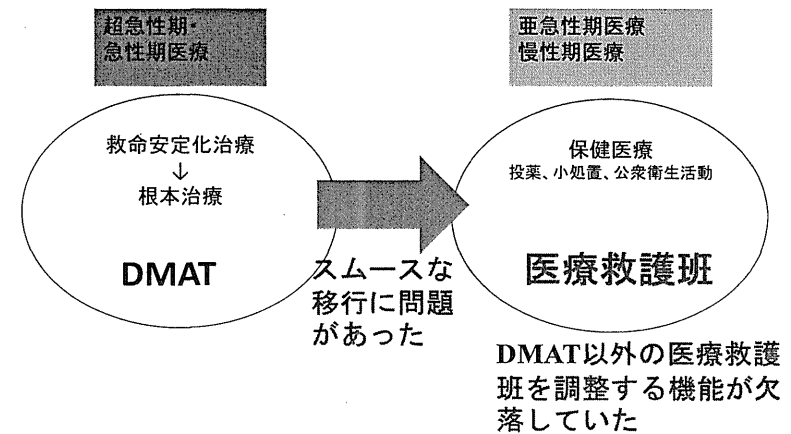 超急性期・
急性期医療
亜急性期医療
慢性期医療
救命安定化治療
↓
根本治療
DMAT
スムースな
移行に問題
があった
保健医療
投薬、小処置、公衆衛生活動
医療救護班
DMAT以外の医療救護
班を調整する機能が欠
落していた